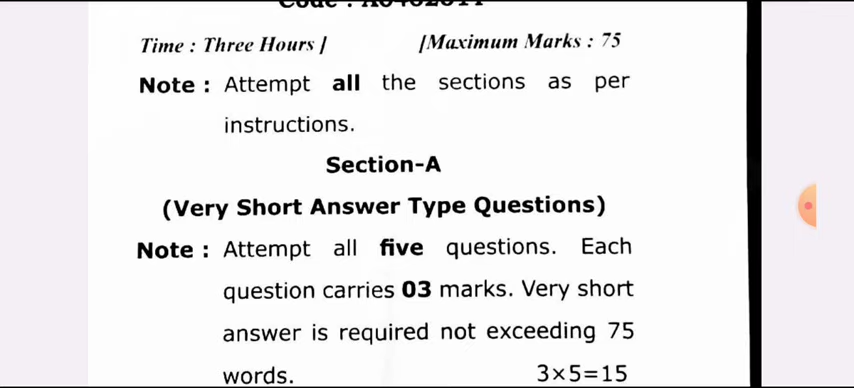 Time : Three Hours ] [Maximum Marks : 75
Note : Attempt all the sections as per
instructions.
Section-A
(Very Short Answer Type Questions)
Note : Attempt all five questions. Each
question carries 03 marks. Very short
answer is required not exceeding 75
words. 3×5=15